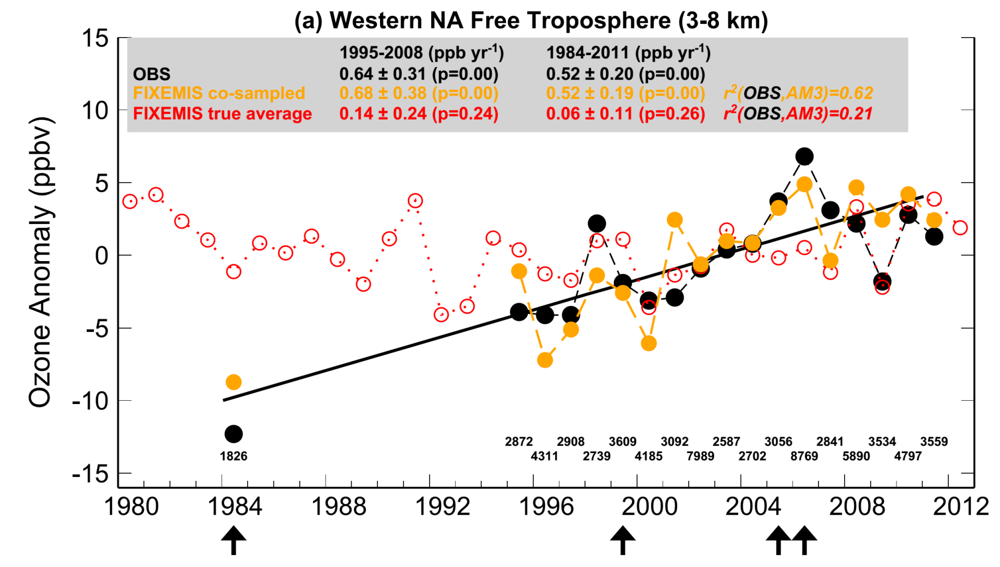 (a) Western NA Free Troposphere (3-8 km)
1995-2008 (ppb yr-1) 1984-2011 (ppb yr-1)
OBS 0.64 ± 0.31 (p=0.00) 0.52 ± 0.20 (p=0.00)
FIXEMIS co-sampled 0.68 ± 0.38 (p=0.00) 0.52 ± 0.19 (p=0.00) r2(OBS,AM3)=0.62
FIXEMIS true average 0.14 ± 0.24 (p=0.24) 0.06 ± 0.11 (p=0.26) r2(OBS,AM3)=0.21
Ozone Anomaly (ppbv)
15
10
5
0
-5
-10
-15
2872 2908 3609 3092 2587 3056 2841 3534 3559
1826 4311 2739 4185 7989 2702 8769 5890 4797
1980 1984 1988 1992 1996 2000 2004 2008 2012